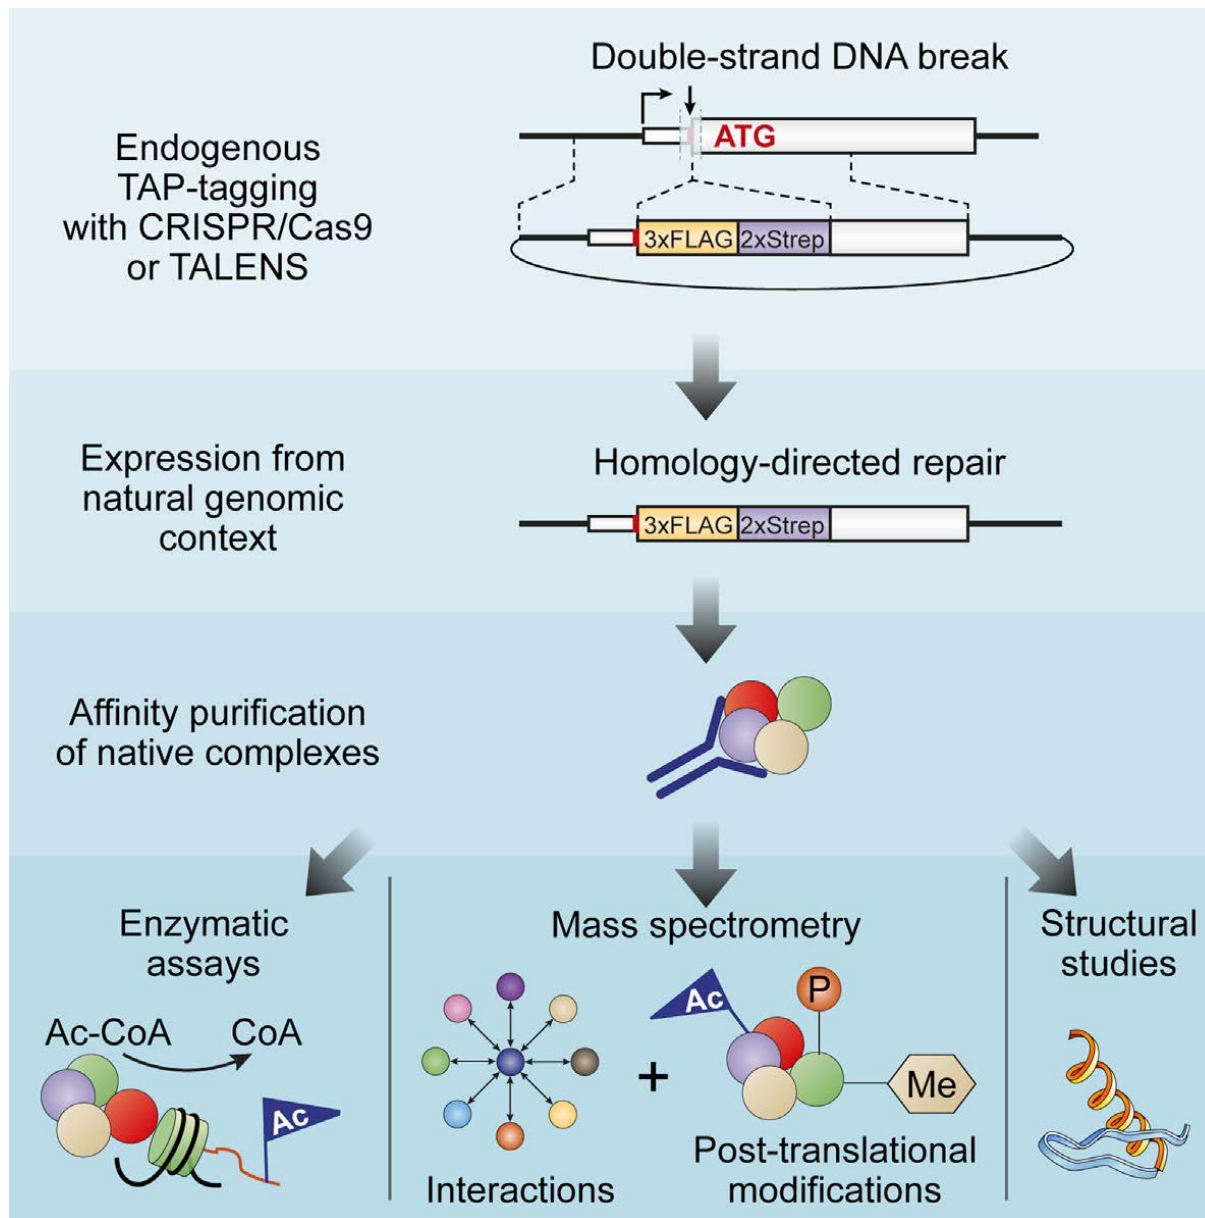 Double-strand DNA break
ATG
Endogenous
TAP-tagging
with CRISPR/Cas9
or TALENS
3xFLAG 2xStrep
Expression from
natural genomic
context
Homology-directed repair
3xFLAG 2xStrep
Affinity purification
of native complexes
Enzymatic
assays
Ac-CoA CoA
Ac
Mass spectrometry
Ac
P
+
Me
Interactions
Post-translational
modifications
Structural
studies